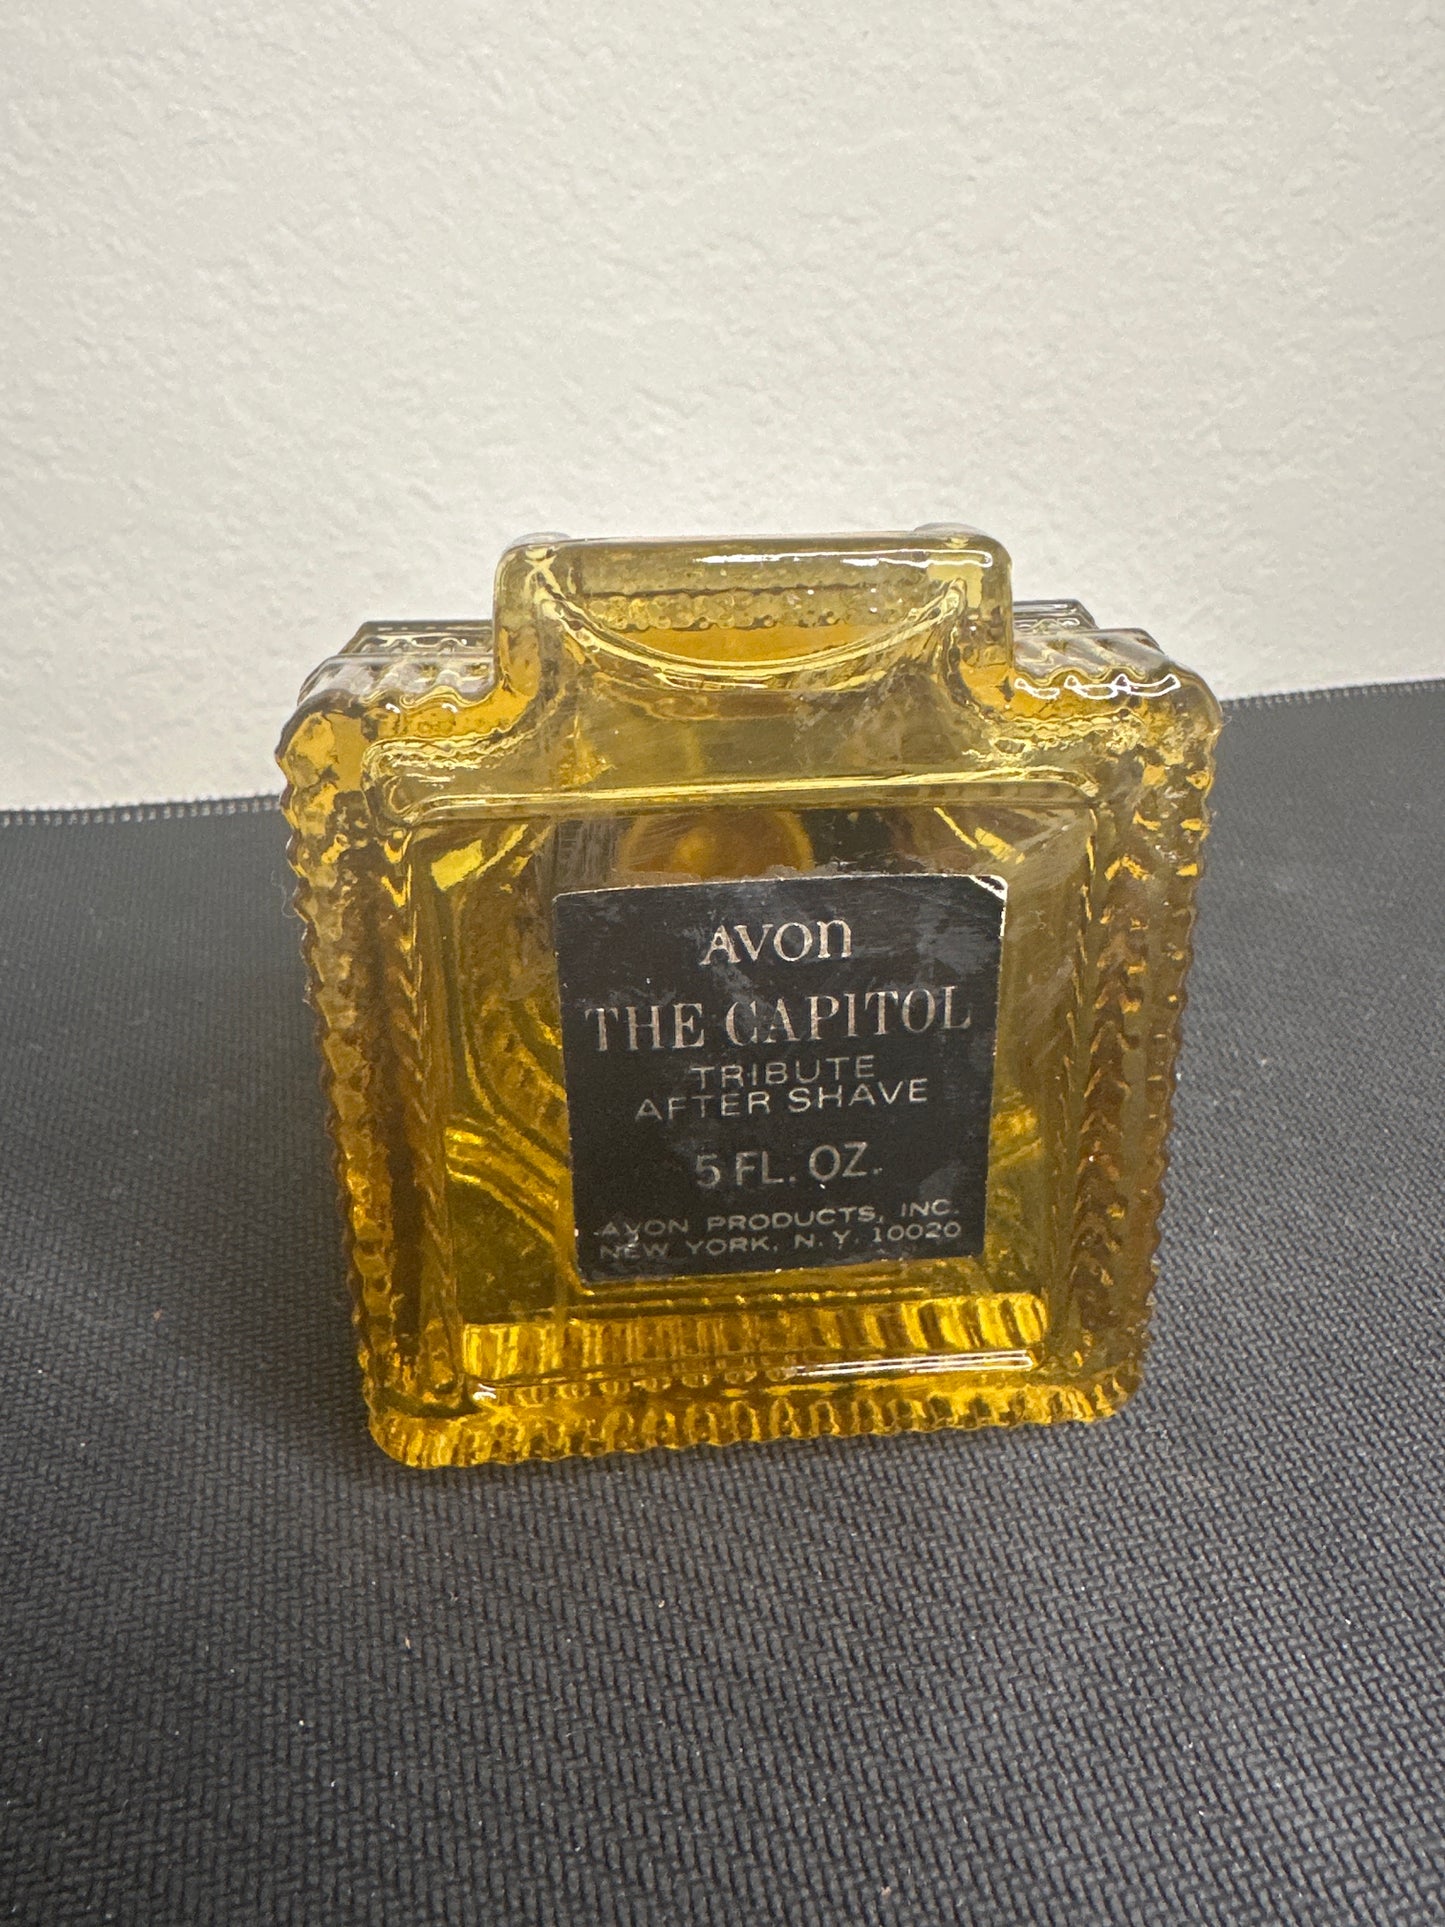 AVON
THE CAPITOL
TRIBUTE
AFTER SHAVE
5 FL. OZ.
AVON PRODUCTS, INC.
NEW YORK, N.Y. 10020